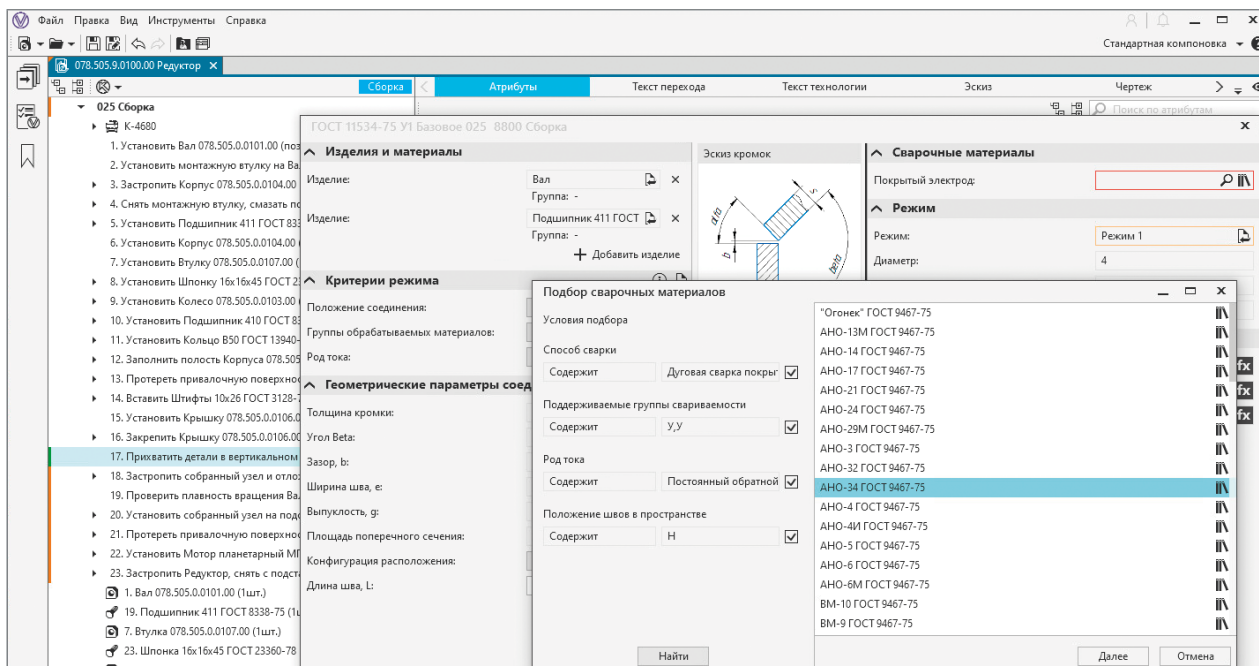 Файл Правка Вид Инструменты Справка
Стандартная компоновка
078.505.9.0100.00 Редуктор
Сборка
Атрибуты
Текст перехода
Текст технологии
Эскиз
Чертеж
Поиск по атрибутам
025 Сборка
К-4680
1. Установить Вал 078.505.0.0101.00 (поз
2. Установить монтажную втулку на Ва
3. Застропить Корпус 078.505.0.0104.00
4. Снять монтажную втулку, смазать по
5. Установить Подшипник 411 ГОСТ 833
6. Установить Корпус 078.505.0.0104.00
7. Установить Втулку 078.505.0.0107.00 (
8. Установить Шпонку 16х16х45 ГОСТ 23
9. Установить Колесо 078.505.0.0103.00
10. Установить Подшипник 410 ГОСТ 83
11. Установить Кольцо В50 ГОСТ 13940-
12. Заполнить полость Корпуса 078.505
13. Протереть привалочную поверхнос
14. Вставить Штифты 10х26 ГОСТ 3128-7
15. Установить Крышку 078.505.0.0106.0
16. Закрепить Крышку 078.505.0.0106.00
17. Прихватить детали в вертикальном
18. Застропить собранный узел и отло
19. Проверить плавность вращения Ва
20. Установить собранный узел на под
21. Протереть привалочную поверхнос
22. Установить Мотор планетарный МГ
23. Застропить Редуктор, снять с подст
1. Вал 078.505.0.0101.00 (1шт.)
19. Подшипник 411 ГОСТ 8338-75 (1ш
7. Втулка 078.505.0.0107.00 (1шт.)
23. Шпонка 16х16х45 ГОСТ 23360-78
ГОСТ 11534-75 У1 Базовое 025 8800 Сборка
Изделия и материалы
Изделие:
Вал
Группа: -
Изделие:
Подшипник 411 ГОСТ
Группа: -
Добавить изделие
Критерии режима
Положение соединения:
Группы обрабатываемых материалов:
Род тока:
Геометрические параметры соед
Толщина кромки:
Угол Beta:
Зазор, b:
Ширина шва, e:
Выпуклость, g:
Площадь поперечного сечения:
Конфигурация расположения:
Длина шва, L:
Эскиз кромок
alfa
s
b
beta
Сварочные материалы
Покрытый электрод:
Режим
Режим:
Режим 1
Диаметр:
4
fx
fx
fx
Подбор сварочных материалов
Условия подбора
Способ сварки
Содержит
Дуговая сварка покрыт
Поддерживаемые группы свариваемости
Содержит
У,У
Род тока
Содержит
Постоянный обратной
Положение швов в пространстве
Содержит
Н
Найти
"Огонек" ГОСТ 9467-75
АНО-13М ГОСТ 9467-75
АНО-14 ГОСТ 9467-75
АНО-17 ГОСТ 9467-75
АНО-21 ГОСТ 9467-75
АНО-24 ГОСТ 9467-75
АНО-29М ГОСТ 9467-75
АНО-3 ГОСТ 9467-75
АНО-32 ГОСТ 9467-75
АНО-34 ГОСТ 9467-75
АНО-4 ГОСТ 9467-75
АНО-4И ГОСТ 9467-75
АНО-5 ГОСТ 9467-75
АНО-6 ГОСТ 9467-75
АНО-6М ГОСТ 9467-75
ВМ-10 ГОСТ 9467-75
ВМ-9 ГОСТ 9467-75
Далее
Отмена